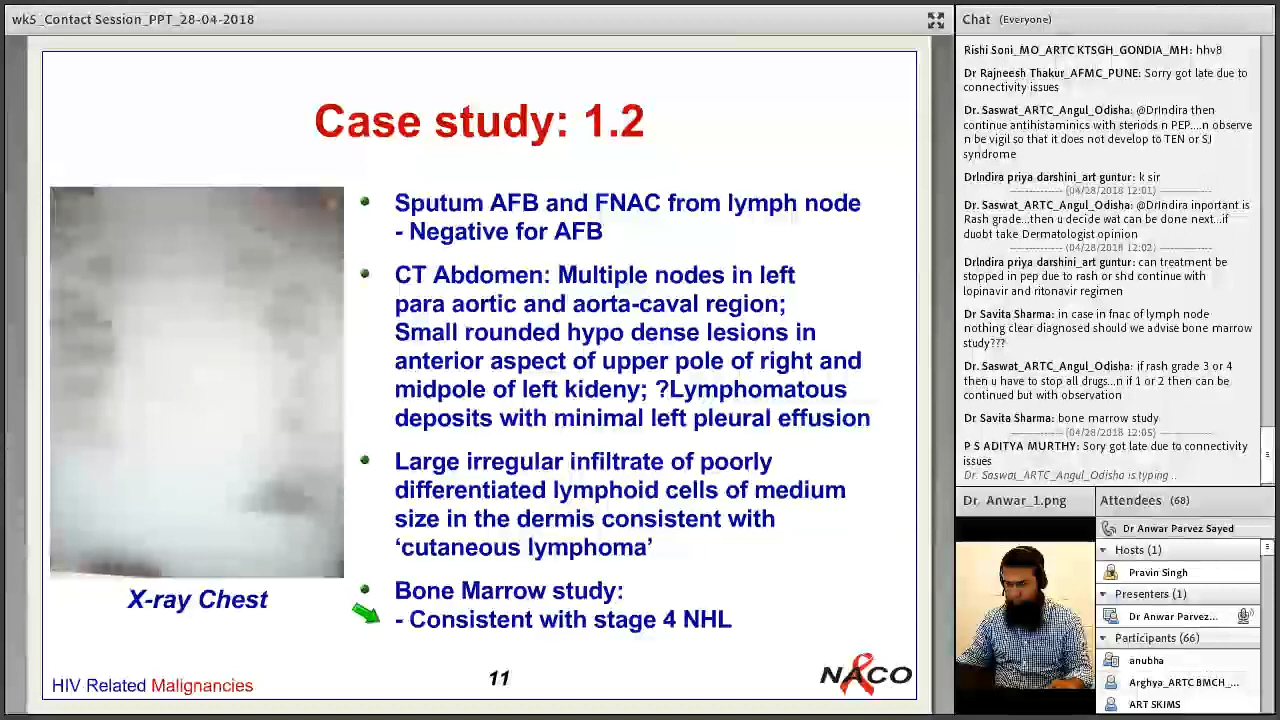 wk5_Contact Session_PPT_28-04-2018
Case study: 1.2
Sputum AFB and FNAC from lymph node
- Negative for AFB
CT Abdomen: Multiple nodes in left
para aortic and aorta-caval region;
Small rounded hypo dense lesions in
anterior aspect of upper pole of right and
midpole of left kideny; ?Lymphomatous
deposits with minimal left pleural effusion
Large irregular infiltrate of poorly
differentiated lymphoid cells of medium
size in the dermis consistent with
‘cutaneous lymphoma’
Bone Marrow study:
- Consistent with stage 4 NHL
X-ray Chest
HIV Related Malignancies
11
NACO
Chat (Everyone)
Rishi Soni_MO_ARTC KTSGH_GONDIA_MH: hhv8
Dr Rajneesh Thakur_AFMC_PUNE: Sorry got late due to
connectivity issues
Dr. Saswat_ARTC_Angul_Odisha: @DrIndira then
continue antihistaminics with steriods n PEP....n observe
n be vigil so that it does not develop to TEN or SJ
syndrome
DrIndira priya darshini_art guntur: k sir
(04/28/2018 12:01)
Dr. Saswat_ARTC_Angul_Odisha: @DrIndira inportant is
Rash grade...then u decide wat can be done next...if
duobt take Dermatologist opinion
(04/28/2018 12:02)
DrIndira priya darshini_art guntur: can treatment be
stopped in pep due to rash or shd continue with
lopinavir and ritonavir regimen
Dr Savita Sharma: in case in fnac of lymph node
nothing clear diagnosed should we advise bone marrow
study???
Dr. Saswat_ARTC_Angul_Odisha: if rash grade 3 or 4
then u have to stop all drugs...n if 1 or 2 then can be
continued but with observation
Dr Savita Sharma: bone marrow study
(04/28/2018 12:05)
P S ADITYA MURTHY: Sory got late due to connectivity
issues
Dr. Saswat_ARTC_Angul_Odisha is typing ..
Dr. Anwar_1.png
Attendees (68)
Dr Anwar Parvez Sayed
Hosts (1)
Pravin Singh
Presenters (1)
Dr Anwar Parvez...
Participants (66)
anubha
Arghya_ARTC BMCH_...
ART SKIMS